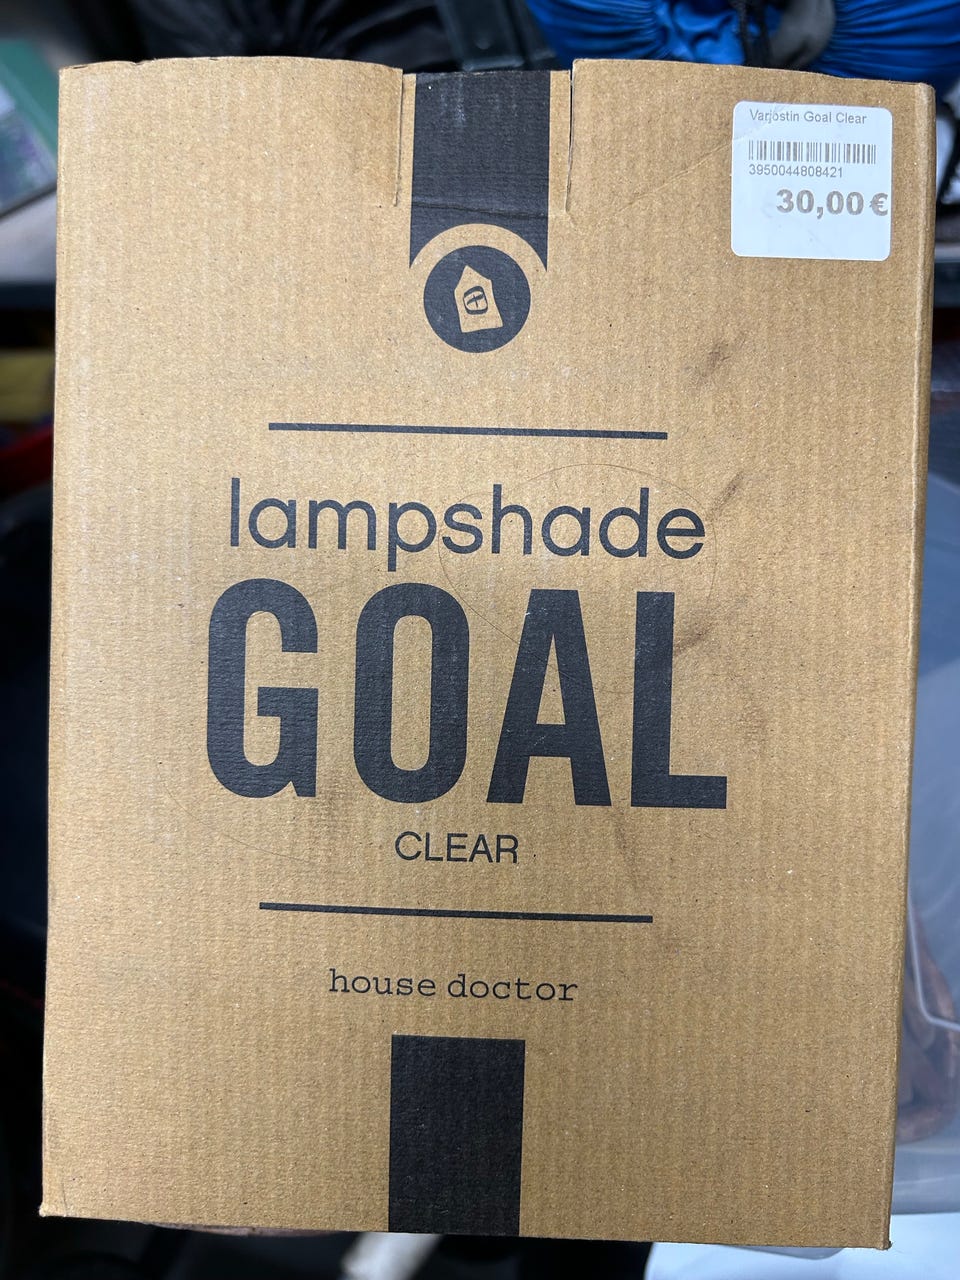 Varjostin Goal Clear
3950044808421
30,00 €
lampshade
GOAL
CLEAR
house doctor